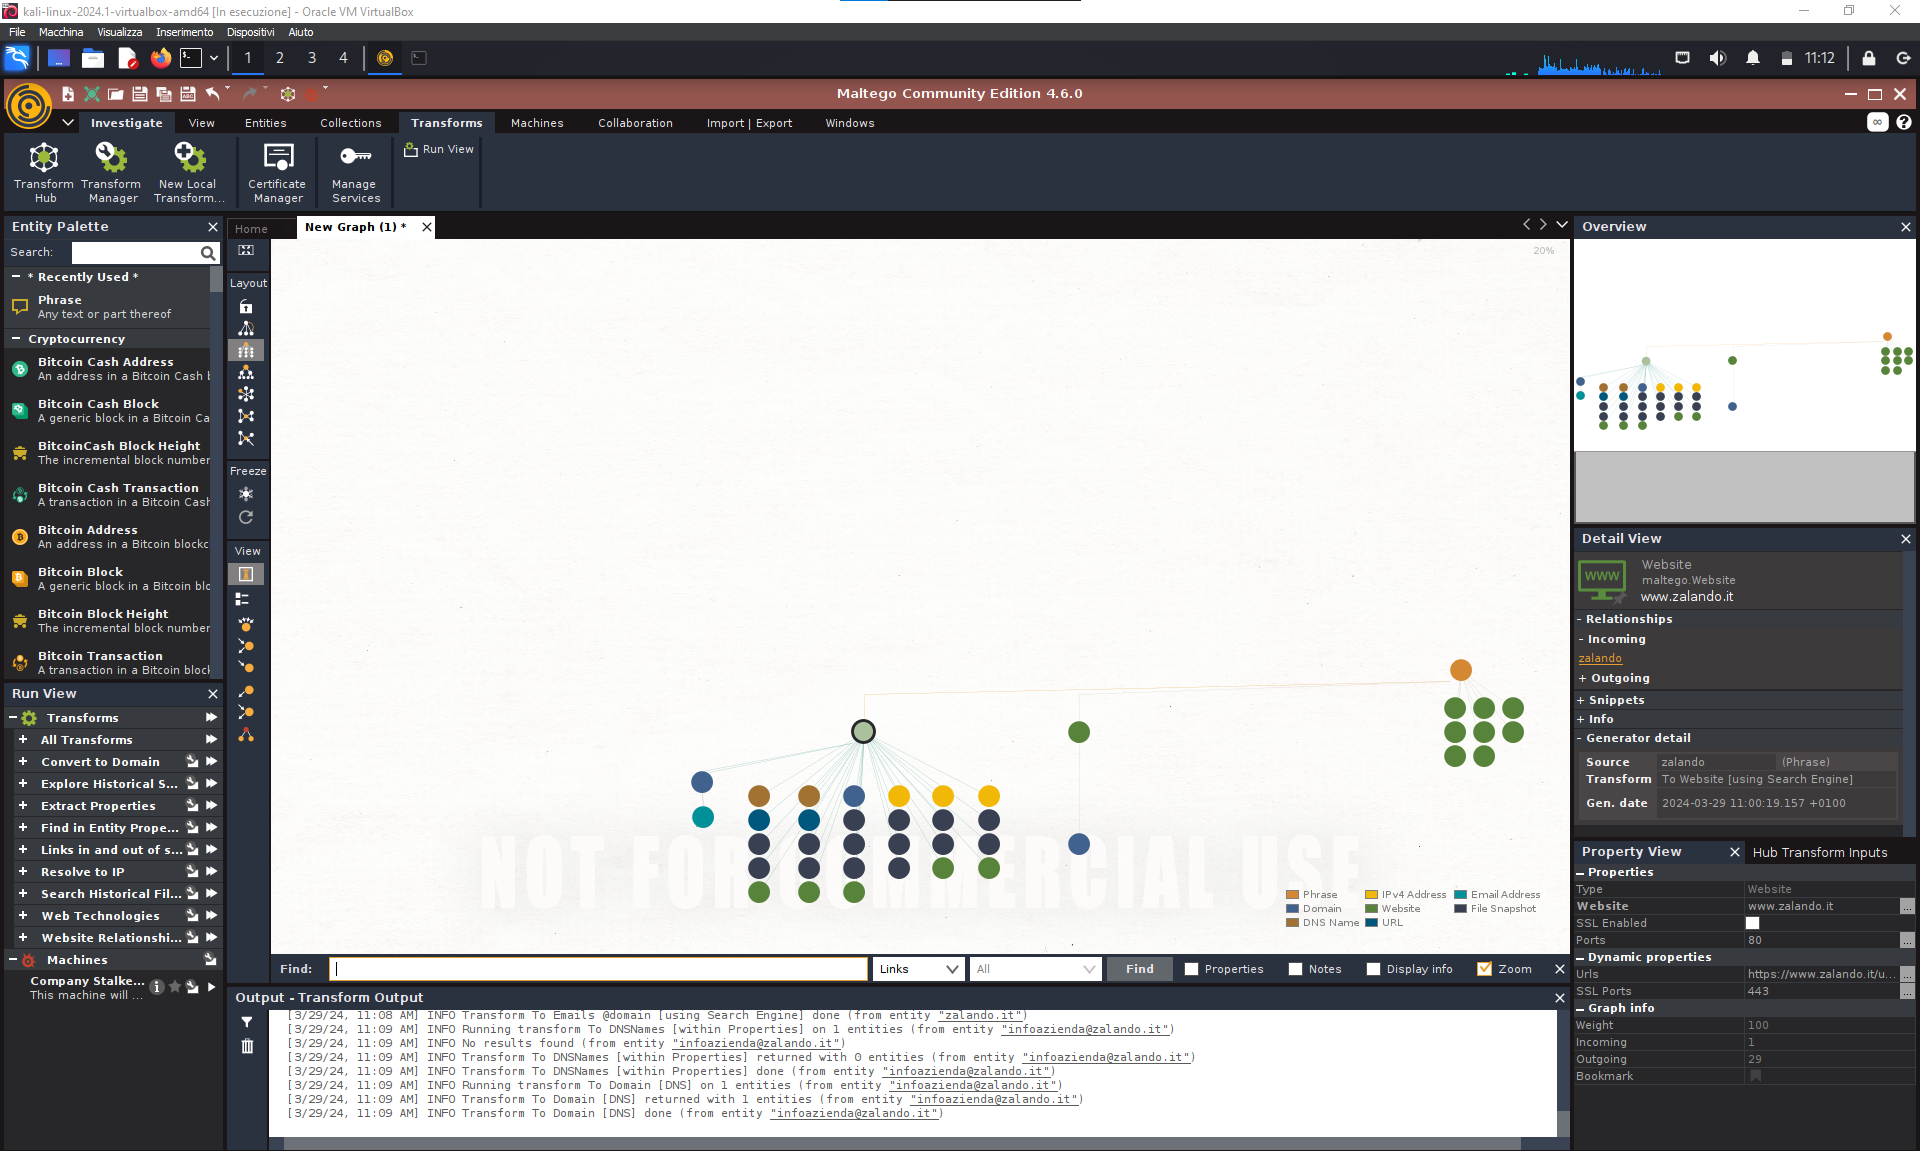 kali-linux-2024.1-virtualbox-amd64 [In esecuzione] - Oracle VM VirtualBox
File Macchina Visualizza Inserimento Dispositivi Aiuto
1 2 3 4
11:12
Maltego Community Edition 4.6.0
Investigate View Entities Collections Transforms Machines Collaboration Import | Export Windows
Transform Hub
Transform Manager
New Local Transform...
Certificate Manager
Manage Services
Run View
Entity Palette
Search:
* Recently Used *
Phrase
Any text or part thereof
Cryptocurrency
Bitcoin Cash Address
An address in a Bitcoin Cash b
Bitcoin Cash Block
A generic block in a Bitcoin Ca
BitcoinCash Block Height
The incremental block number
Bitcoin Cash Transaction
A transaction in a Bitcoin Cash
Bitcoin Address
An address in a Bitcoin blockc
Bitcoin Block
A generic block in a Bitcoin blo
Bitcoin Block Height
The incremental block number
Bitcoin Transaction
A transaction in a Bitcoin block
Run View
Transforms
+ All Transforms
+ Convert to Domain
+ Explore Historical S...
+ Extract Properties
+ Find in Entity Prope...
+ Links in and out of s...
+ Resolve to IP
+ Search Historical Fil...
+ Web Technologies
+ Website Relationshi...
Machines
Company Stalke...
This machine will ...
Home
New Graph (1) *
Layout
Freeze
View
20%
NOT FOR COMMERCIAL USE
Phrase IPv4 Address Email Address
Domain Website File Snapshot
DNS Name URL
Find: Links All Find Properties Notes Display info Zoom
Output - Transform Output
[3/29/24, 11:08 AM] INFO Transform To Emails @domain [using Search Engine] done (from entity "zalando.it")
[3/29/24, 11:09 AM] INFO Running transform To DNSNames [within Properties] on 1 entities (from entity "infoazienda@zalando.it")
[3/29/24, 11:09 AM] INFO No results found (from entity "infoazienda@zalando.it")
[3/29/24, 11:09 AM] INFO Transform To DNSNames [within Properties] returned with 0 entities (from entity "infoazienda@zalando.it")
[3/29/24, 11:09 AM] INFO Transform To DNSNames [within Properties] done (from entity "infoazienda@zalando.it")
[3/29/24, 11:09 AM] INFO Running transform To Domain [DNS] on 1 entities (from entity "infoazienda@zalando.it")
[3/29/24, 11:09 AM] INFO Transform To Domain [DNS] returned with 1 entities (from entity "infoazienda@zalando.it")
[3/29/24, 11:09 AM] INFO Transform To Domain [DNS] done (from entity "infoazienda@zalando.it")
Overview
Detail View
WWW
Website
maltego.Website
www.zalando.it
- Relationships
- Incoming
zalando
+ Outgoing
+ Snippets
+ Info
- Generator detail
Source zalando (Phrase)
Transform To Website [using Search Engine]
Gen. date 2024-03-29 11:00:19.157 +0100
Property View Hub Transform Inputs
Properties
Type Website
Website www.zalando.it ...
SSL Enabled
Ports 80 ...
Dynamic properties
Urls https://www.zalando.it/u... ...
SSL Ports 443 ...
Graph info
Weight 100
Incoming 1
Outgoing 29
Bookmark